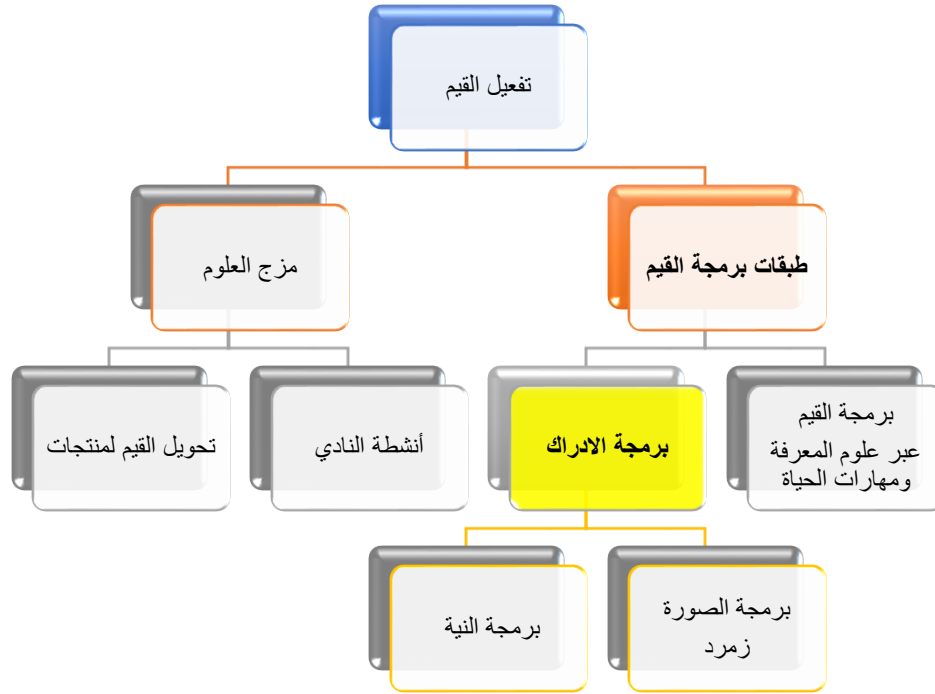 تفعيل القيم
طبقات برمجة القيم
مزج العلوم
برمجة القيم
عبر علوم المعرفة
ومهارات الحياة
برمجة الادراك
أنشطة النادي
تحويل القيم لمنتجات
برمجة الصورة
زمرد
برمجة النية